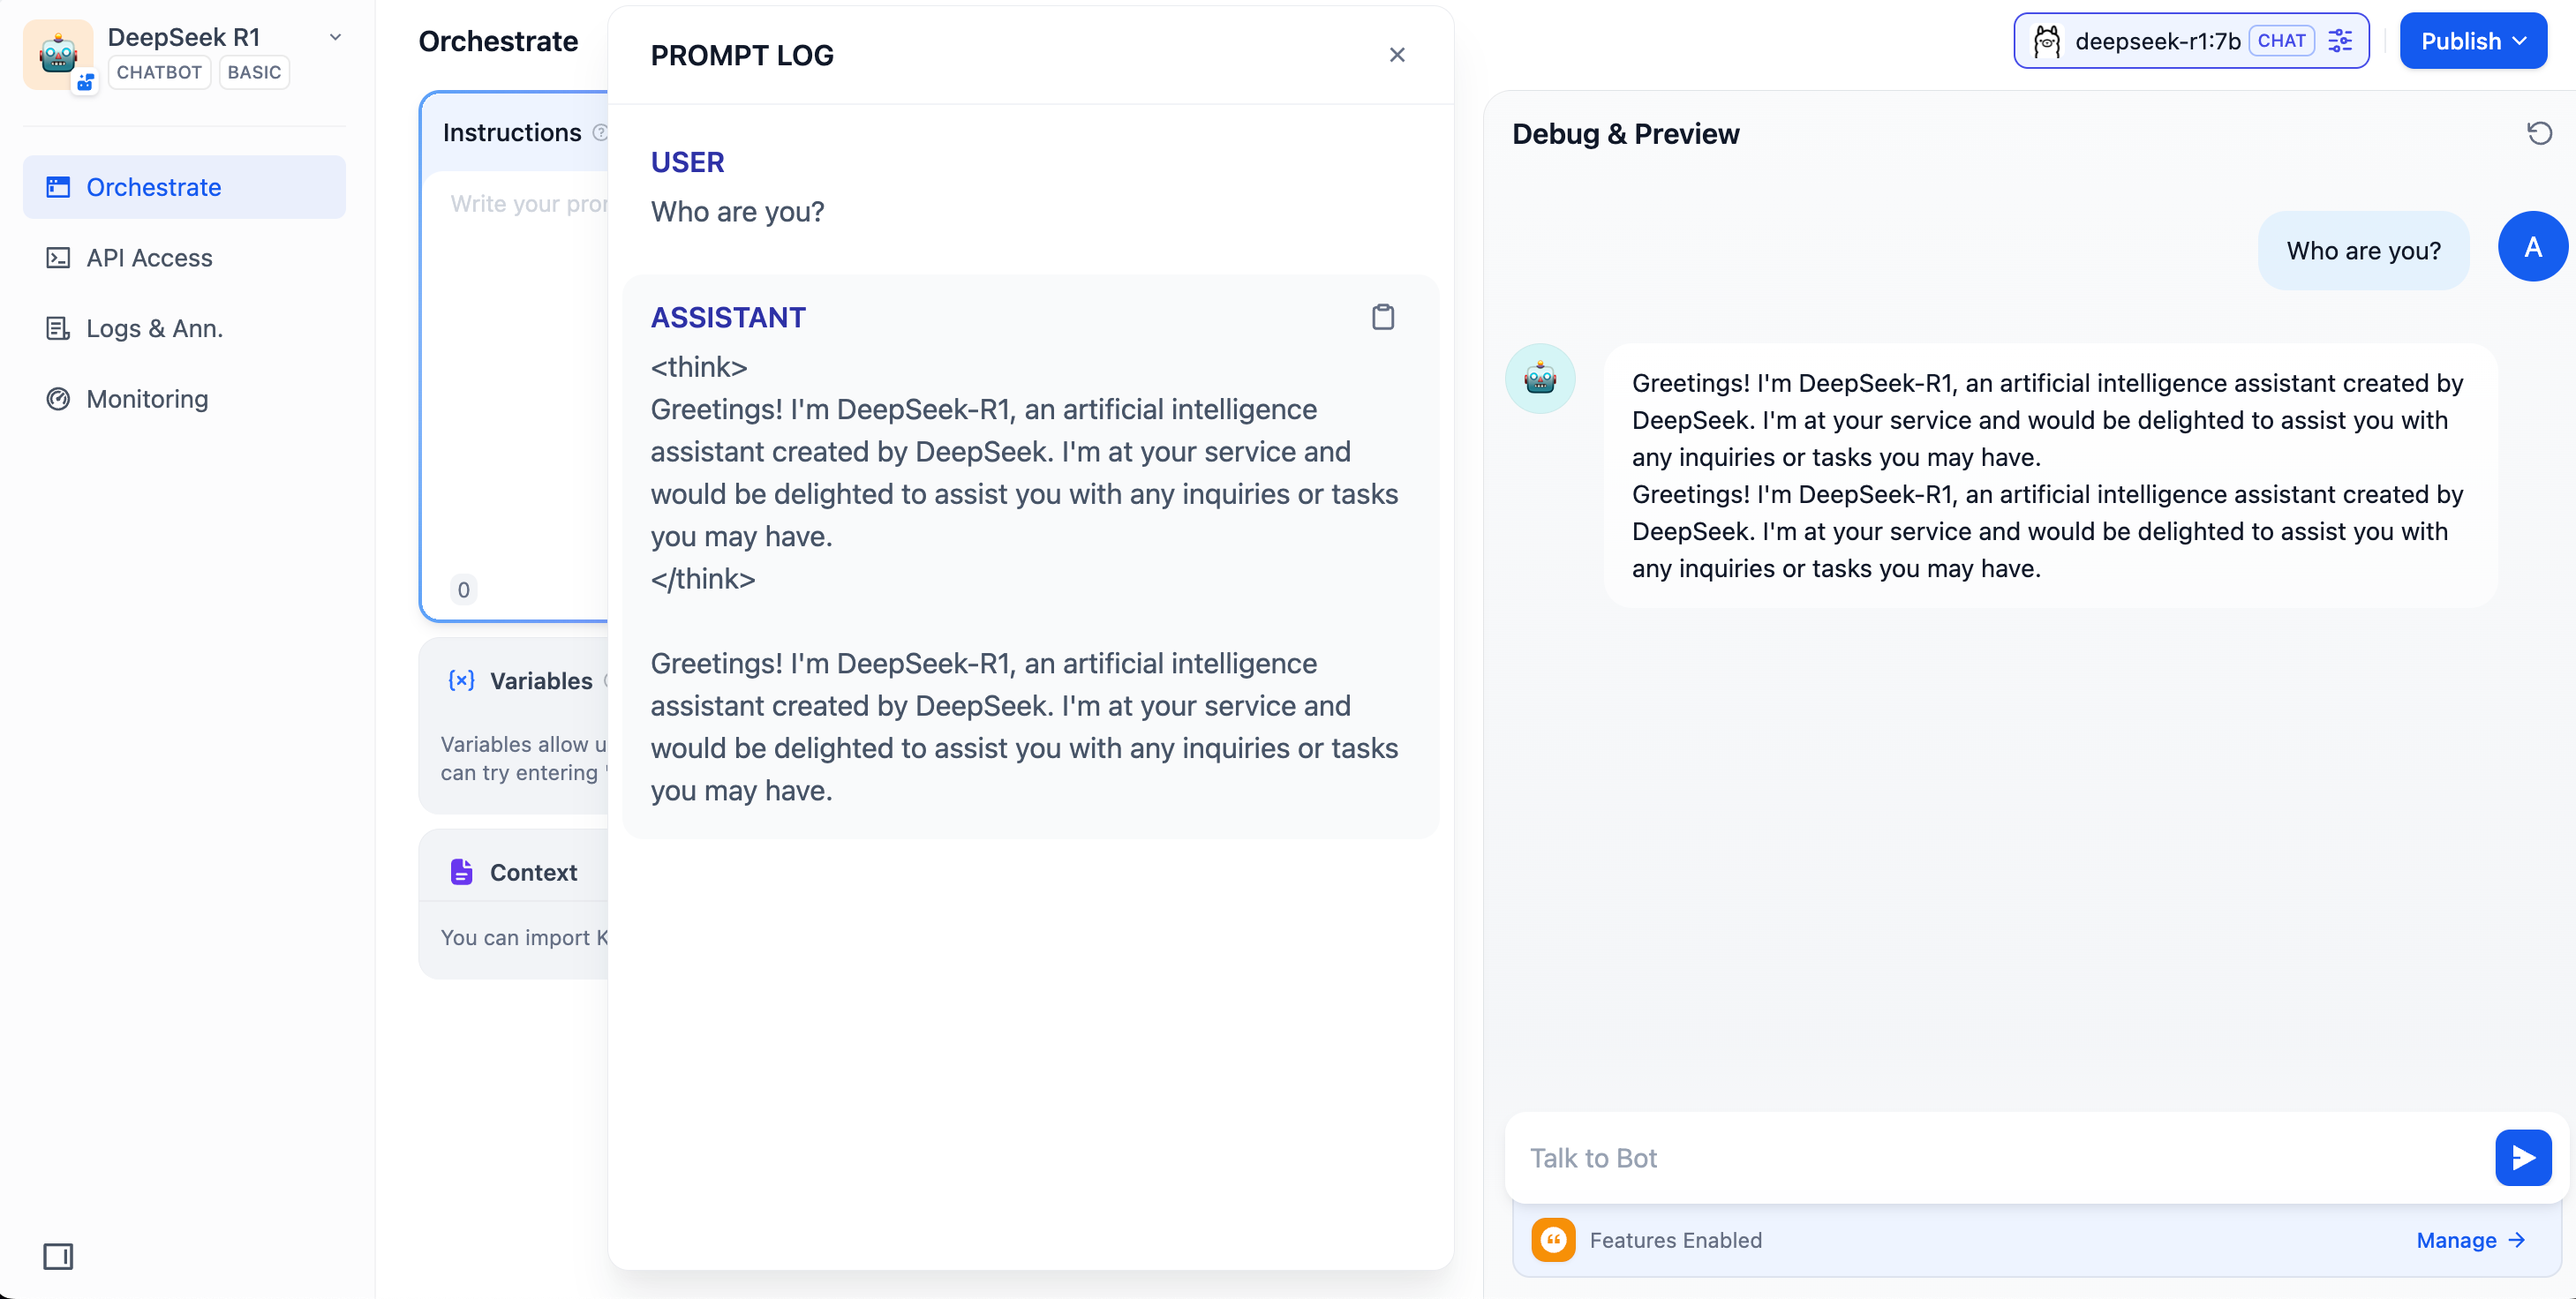 DeepSeek R1
CHATBOT
BASIC
Orchestrate
API Access
Logs & Ann.
Monitoring
Orchestrate
Instructions
Write your
0
Variables
Variables allow
can try entering
Context
You can import
PROMPT LOG
USER
Who are you?
ASSISTANT
<think>
Greetings! I'm DeepSeek-R1, an artificial intelligence
assistant created by DeepSeek. I'm at your service and
would be delighted to assist you with any inquiries or tasks
you may have.
</think>
Greetings! I'm DeepSeek-R1, an artificial intelligence
assistant created by DeepSeek. I'm at your service and
would be delighted to assist you with any inquiries or tasks
you may have.
deepseek-r1:7b
CHAT
Publish
Debug & Preview
Who are you?
A
Greetings! I'm DeepSeek-R1, an artificial intelligence assistant created by
DeepSeek. I'm at your service and would be delighted to assist you with
any inquiries or tasks you may have.
Greetings! I'm DeepSeek-R1, an artificial intelligence assistant created by
DeepSeek. I'm at your service and would be delighted to assist you with
any inquiries or tasks you may have.
Talk to Bot
Features Enabled
Manage